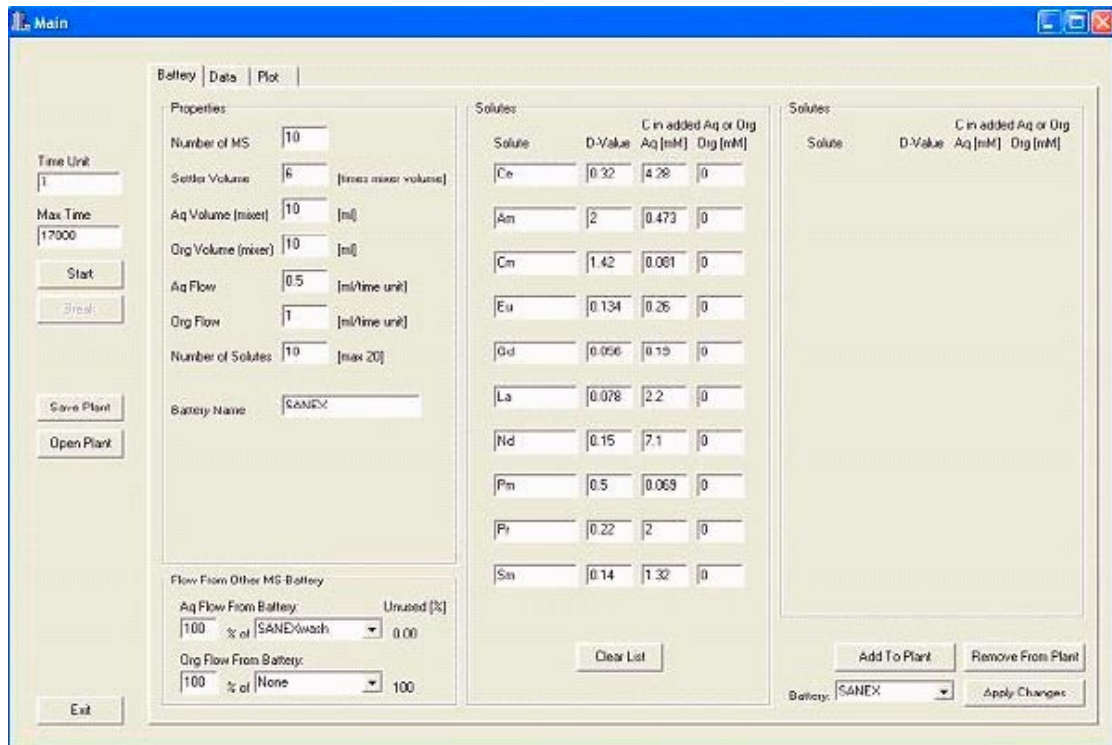 Main
Battery Data Plot
Time Unit
1
Max Time
17000
Start
Break
Save Plant
Open Plant
Exit
Properties
Number of MS 10
Settler Volume 6 [times mixer volume]
Aq Volume (mixer) 10 [ml]
Org Volume (mixer) 10 [ml]
Aq Flow 0.5 [ml/time unit]
Org Flow 1 [ml/time unit]
Number of Solutes 10 [max 20]
Battery Name SANEX
Flow From Other MS-Battery
Aq Flow From Battery: Unused [%]
100 % of SANEXwash 0.00
Org Flow From Battery:
100 % of None 100
Solutes
C in added Aq or Org
Solute D-Value Aq [mM] Org [mM]
Ce 0.32 4.28 0
Am 2 0.473 0
Cm 1.42 0.081 0
Eu 0.134 0.26 0
Gd 0.056 0.19 0
La 0.078 2.2 0
Nd 0.15 7.1 0
Pm 0.5 0.069 0
Pr 0.22 2 0
Sm 0.14 1.32 0
Clear List
Solutes
C in added Aq or Org
Solute D-Value Aq [mM] Org [mM]
Add To Plant Remove From Plant
Battery: SANEX Apply Changes